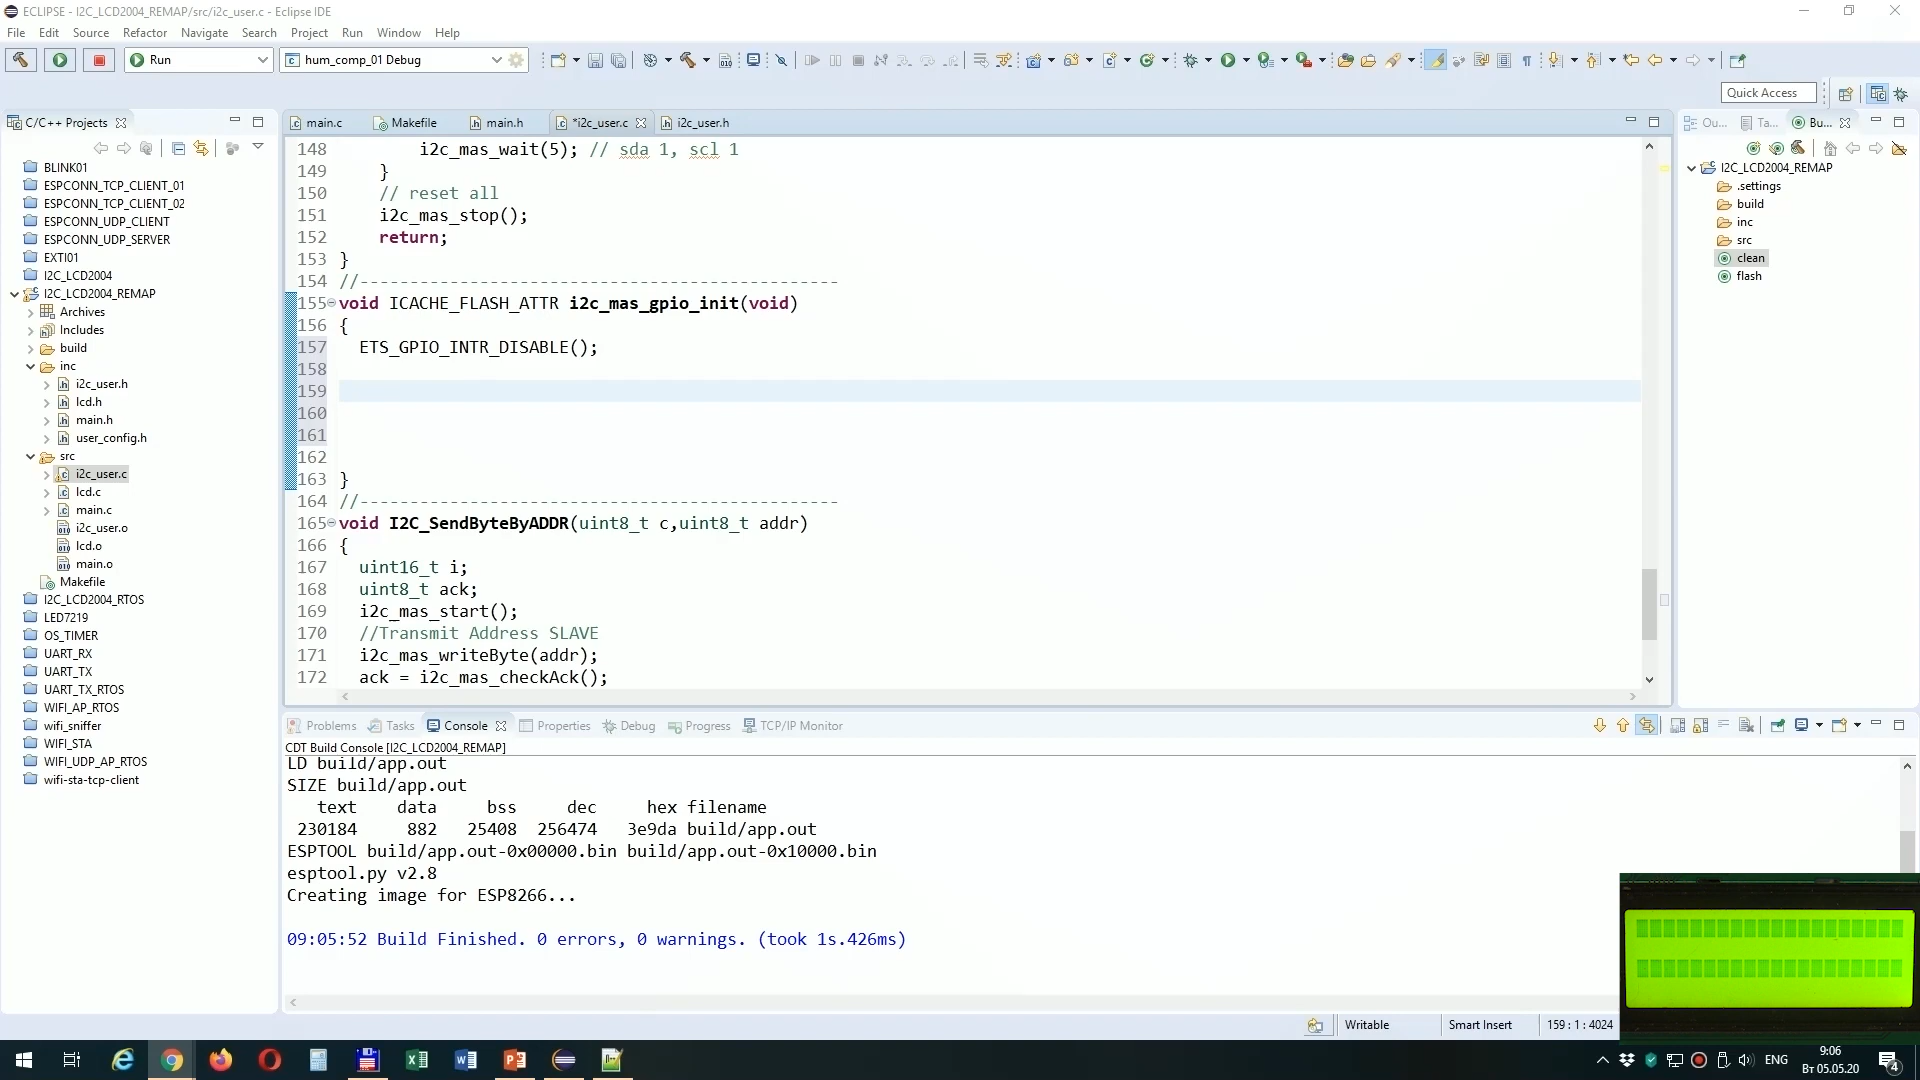 ECLIPSE - I2C_LCD2004_REMAP/src/i2c_user.c - Eclipse IDE
File Edit Source Refactor Navigate Search Project Run Window Help
Run
hum_comp_01 Debug
Quick Access
C/C++ Projects
BLINK01
ESPCONN_TCP_CLIENT_01
ESPCONN_TCP_CLIENT_02
ESPCONN_UDP_CLIENT
ESPCONN_UDP_SERVER
EXTI01
I2C_LCD2004
I2C_LCD2004_REMAP
Archives
Includes
build
inc
i2c_user.h
lcd.h
main.h
user_config.h
src
i2c_user.c
lcd.c
main.c
i2c_user.o
lcd.o
main.o
Makefile
I2C_LCD2004_RTOS
LED7219
OS_TIMER
UART_RX
UART_TX
UART_TX_RTOS
WIFI_AP_RTOS
wifi_sniffer
WIFI_STA
WIFI_UDP_AP_RTOS
wifi-sta-tcp-client
main.c Makefile main.h *i2c_user.c i2c_user.h
148 i2c_mas_wait(5); // sda 1, scl 1
149 }
150 // reset all
151 i2c_mas_stop();
152 return;
153 }
154 //------------------------------------------------
155 void ICACHE_FLASH_ATTR i2c_mas_gpio_init(void)
156 {
157 ETS_GPIO_INTR_DISABLE();
158
159
160
161
162
163 }
164 //------------------------------------------------
165 void I2C_SendByteByADDR(uint8_t c,uint8_t addr)
166 {
167 uint16_t i;
168 uint8_t ack;
169 i2c_mas_start();
170 //Transmit Address SLAVE
171 i2c_mas_writeByte(addr);
172 ack = i2c_mas_checkAck();
Ou... Ta... Bu...
I2C_LCD2004_REMAP
.settings
build
inc
src
clean
flash
Problems Tasks Console Properties Debug Progress TCP/IP Monitor
CDT Build Console [I2C_LCD2004_REMAP]
LD build/app.out
SIZE build/app.out
text data bss dec hex filename
230184 882 25408 256474 3e9da build/app.out
ESPTOOL build/app.out-0x00000.bin build/app.out-0x10000.bin
esptool.py v2.8
Creating image for ESP8266...
09:05:52 Build Finished. 0 errors, 0 warnings. (took 1s.426ms)
Writable Smart Insert 159 : 1 : 4024
ENG
9:06
Вт 05.05.20
4